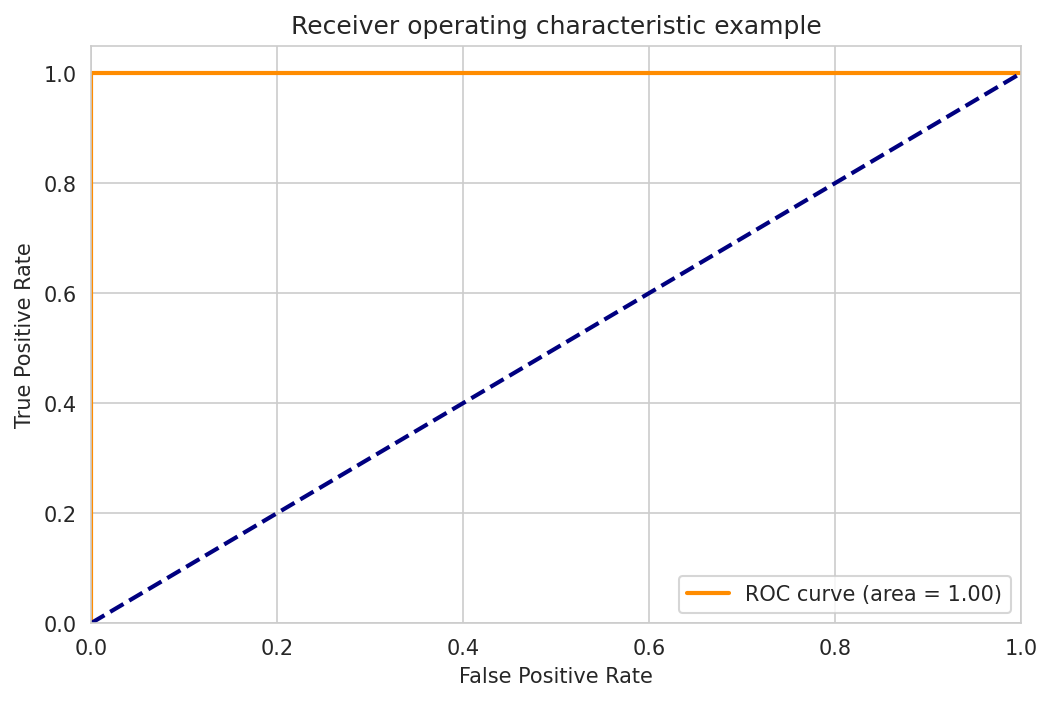 Receiver operating characteristic example
1.0
0.8
0.6
0.4
0.2
0.0
True Positive Rate
ROC curve (area = 1.00)
0.0 0.2 0.4 0.6 0.8 1.0
False Positive Rate